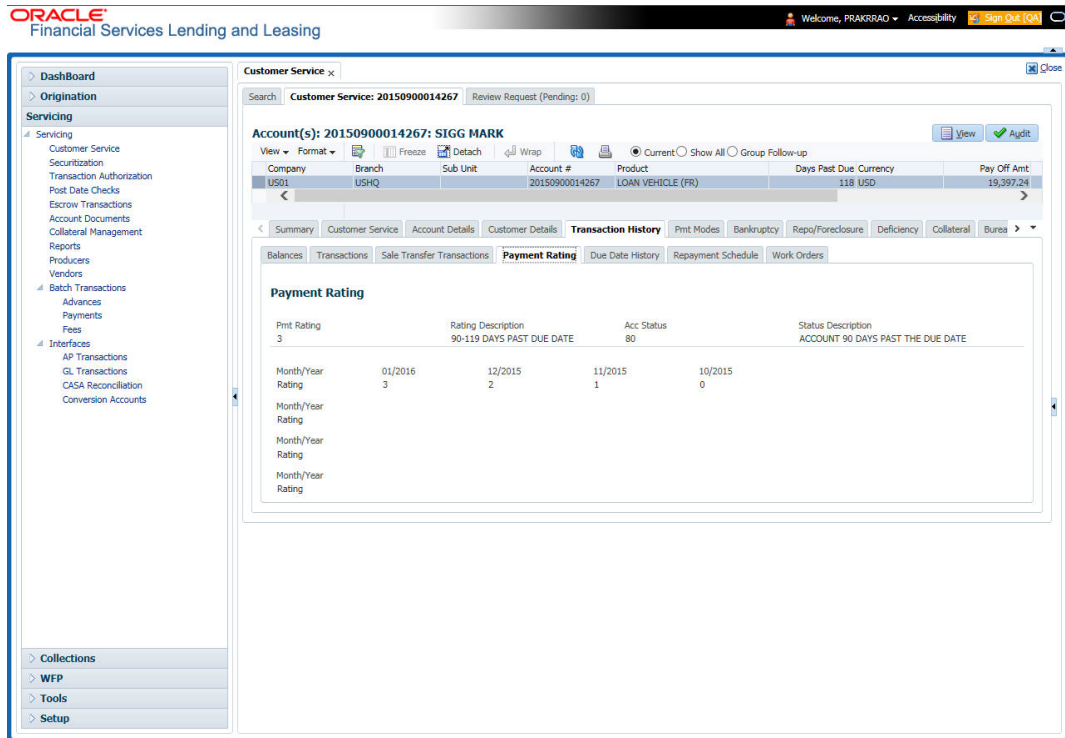 ORACLE®
Financial Services Lending and Leasing
Welcome, PRAKRRAO Accessibility Sign Out [QA]
Close
DashBoard
Origination
Servicing
Servicing
Customer Service
Securitization
Transaction Authorization
Post Date Checks
Escrow Transactions
Account Documents
Collateral Management
Reports
Producers
Vendors
Batch Transactions
Advances
Payments
Fees
Interfaces
AP Transactions
GL Transactions
CASA Reconciliation
Conversion Accounts
Collections
WFP
Tools
Setup
Customer Service x
Search Customer Service: 20150900014267 Review Request (Pending: 0)
Account(s): 20150900014267: SIGG MARK
View Audit
View Format Freeze Detach Wrap Current Show All Group Follow-up
Company Branch Sub Unit Account # Product Days Past Due Currency Pay Off Amt
US01 USHQ 20150900014267 LOAN VEHICLE (FR) 118 USD 19,397.24
Summary Customer Service Account Details Customer Details Transaction History Pmt Modes Bankruptcy Repo/Foreclosure Deficiency Collateral Burea
Balances Transactions Sale Transfer Transactions Payment Rating Due Date History Repayment Schedule Work Orders
Payment Rating
Pmt Rating Rating Description Acc Status Status Description
3 90-119 DAYS PAST DUE DATE 80 ACCOUNT 90 DAYS PAST THE DUE DATE
Month/Year 01/2016 12/2015 11/2015 10/2015
Rating 3 2 1 0
Month/Year
Rating
Month/Year
Rating
Month/Year
Rating